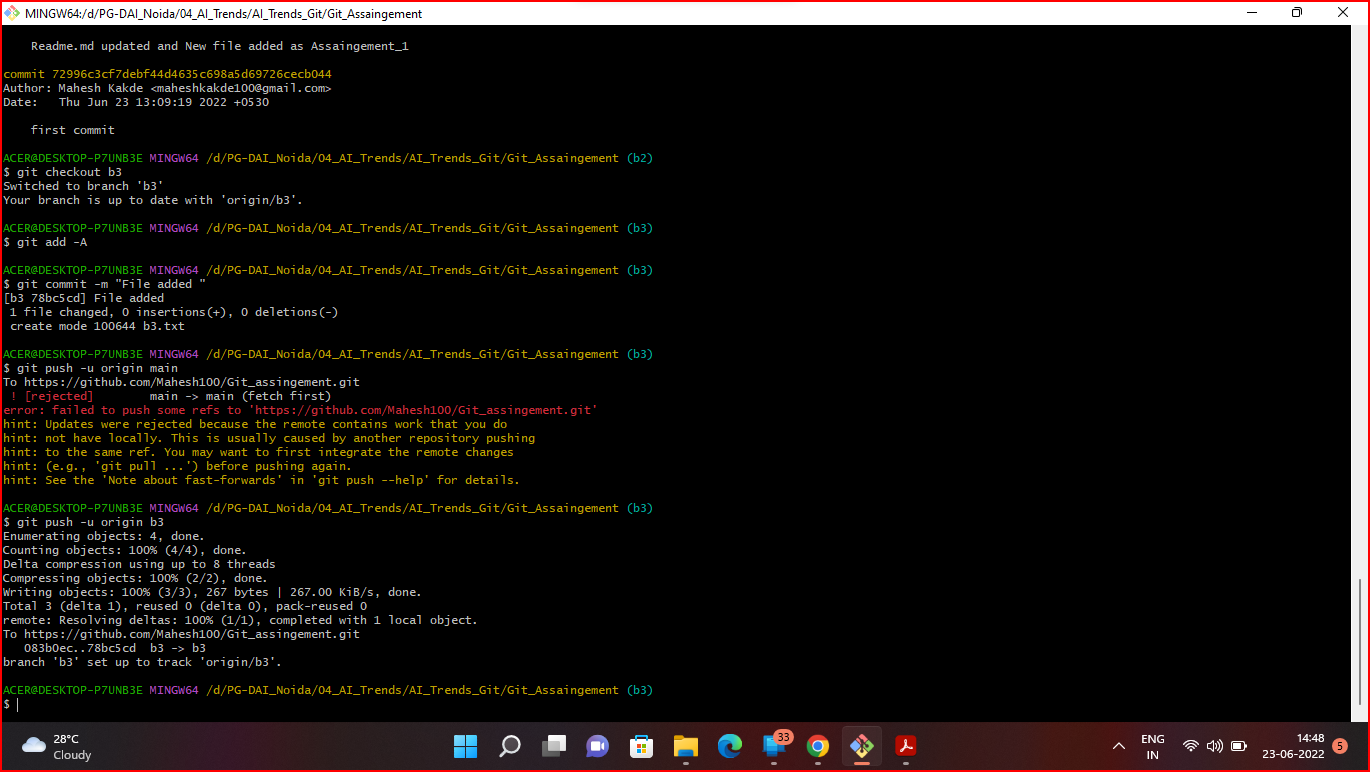 MINGW64:/d/PG-DAI_Noida/04_AI_Trends/AI_Trends_Git/Git_Assaingement
    Readme.md updated and New file added as Assaingement_1
commit 72996c3cf7debf44d4635c698a5d69726cecb044
Author: Mahesh Kakde <maheshkakde100@gmail.com>
Date:   Thu Jun 23 13:09:19 2022 +0530
    first commit
ACER@DESKTOP-P7UNB3E MINGW64 /d/PG-DAI_Noida/04_AI_Trends/AI_Trends_Git/Git_Assaingement (b2)
$ git checkout b3
Switched to branch 'b3'
Your branch is up to date with 'origin/b3'.
ACER@DESKTOP-P7UNB3E MINGW64 /d/PG-DAI_Noida/04_AI_Trends/AI_Trends_Git/Git_Assaingement (b3)
$ git add -A
ACER@DESKTOP-P7UNB3E MINGW64 /d/PG-DAI_Noida/04_AI_Trends/AI_Trends_Git/Git_Assaingement (b3)
$ git commit -m "File added "
[b3 78bc5cd] File added
 1 file changed, 0 insertions(+), 0 deletions(-)
 create mode 100644 b3.txt
ACER@DESKTOP-P7UNB3E MINGW64 /d/PG-DAI_Noida/04_AI_Trends/AI_Trends_Git/Git_Assaingement (b3)
$ git push -u origin main
To https://github.com/Mahesh100/Git_assingement.git
 ! [rejected]        main -> main (fetch first)
error: failed to push some refs to 'https://github.com/Mahesh100/Git_assingement.git'
hint: Updates were rejected because the remote contains work that you do
hint: not have locally. This is usually caused by another repository pushing
hint: to the same ref. You may want to first integrate the remote changes
hint: (e.g., 'git pull ...') before pushing again.
hint: See the 'Note about fast-forwards' in 'git push --help' for details.
ACER@DESKTOP-P7UNB3E MINGW64 /d/PG-DAI_Noida/04_AI_Trends/AI_Trends_Git/Git_Assaingement (b3)
$ git push -u origin b3
Enumerating objects: 4, done.
Counting objects: 100% (4/4), done.
Delta compression using up to 8 threads
Compressing objects: 100% (2/2), done.
Writing objects: 100% (3/3), 267 bytes | 267.00 KiB/s, done.
Total 3 (delta 1), reused 0 (delta 0), pack-reused 0
remote: Resolving deltas: 100% (1/1), completed with 1 local object.
To https://github.com/Mahesh100/Git_assingement.git
   083b0ec..78bc5cd  b3 -> b3
branch 'b3' set up to track 'origin/b3'.
ACER@DESKTOP-P7UNB3E MINGW64 /d/PG-DAI_Noida/04_AI_Trends/AI_Trends_Git/Git_Assaingement (b3)
$
28°C
Cloudy
33
ENG
IN
14:48
23-06-2022
5